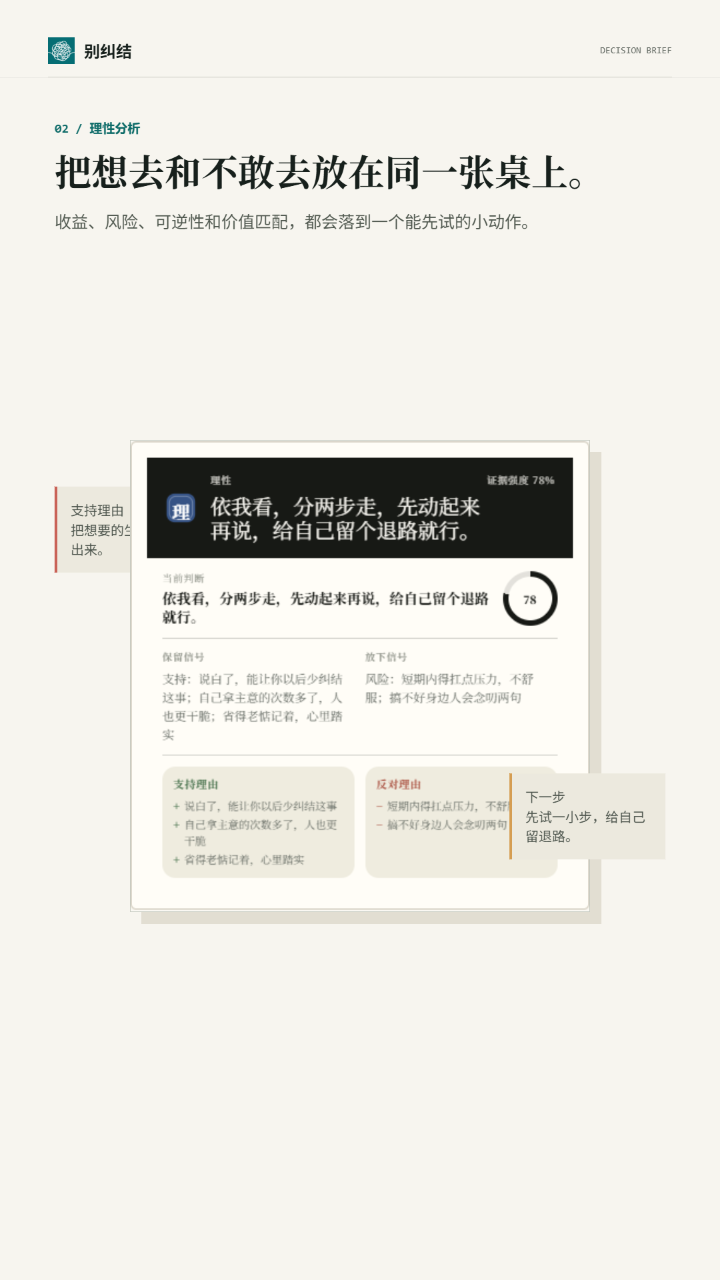 别纠结
DECISION BRIEF
02 / 理性分析
把想去和不敢去放在同一张桌上。
收益、风险、可逆性和价值匹配，都会落到一个能先试的小动作。
支持理由
把想要的
出来。
理性
证据强度 78%
理
依我看，分两步走，先动起来
再说，给自己留个退路就行。
当前判断
依我看，分两步走，先动起来再说，给自己留个退路
就行。
78
保留信号
支持：说白了，能让你以后少纠结
这事；自己拿主意的次数多了，人
也更干脆；省得老惦记着，心里踏
实
放下信号
风险：短期内得扛点压力，不舒
服；搞不好身边人会念叨两句
支持理由
+ 说白了，能让你以后少纠结这事
+ 自己拿主意的次数多了，人也更
干脆
+ 省得老惦记着，心里踏实
反对理由
– 短期内得扛点压力，不舒
– 搞不好身边人会念叨两句
下一步
先试一小步，给自己
留退路。